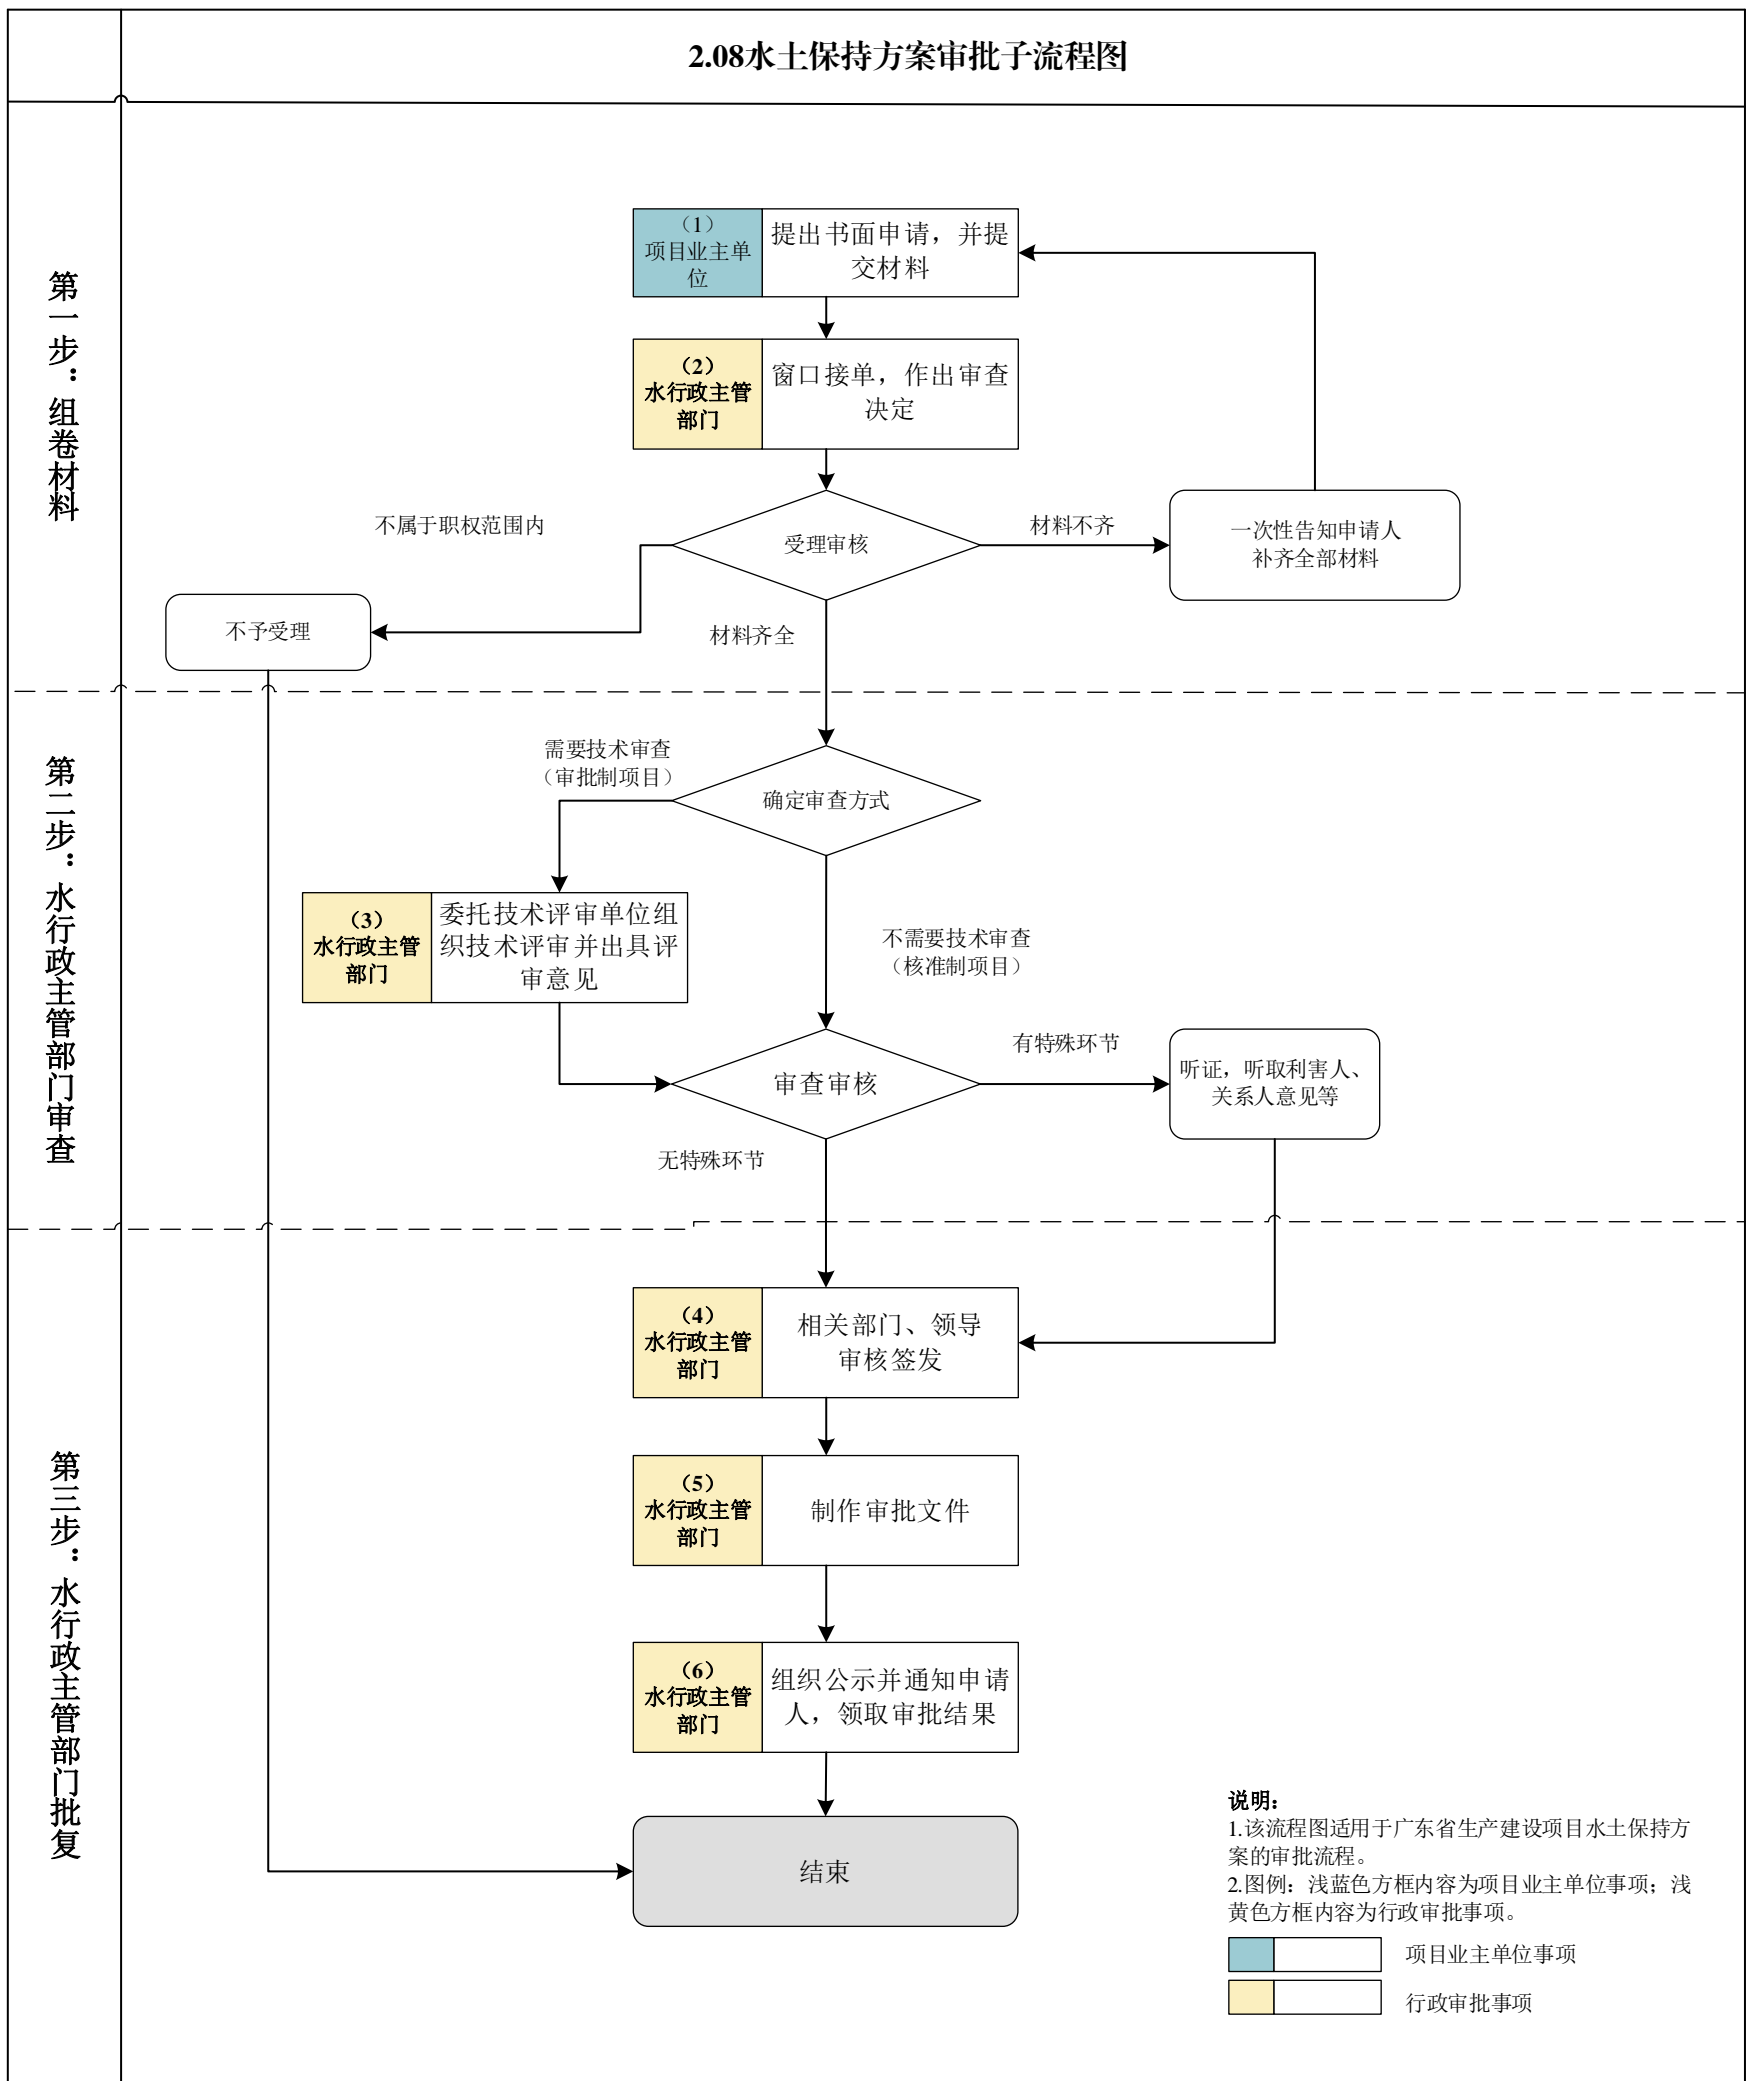 2.08水土保持方案审批子流程图
第一步：组卷材料
（1）
项目业主单
位
提出书面申请，并提
交材料
（2）
水行政主管
部门
窗口接单，作出审查
决定
不属于职权范围内
受理审核
材料不齐
一次性告知申请人
补齐全部材料
不予受理
材料齐全
第二步：水行政主管部门审查
需要技术审查
（审批制项目）
确定审查方式
（3）
水行政主管
部门
委托技术评审单位组
织技术评审并出具评
审意见
不需要技术审查
（核准制项目）
审查审核
有特殊环节
听证，听取利害人、
关系人意见等
无特殊环节
第三步：水行政主管部门批复
（4）
水行政主管
部门
相关部门、领导
审核签发
（5）
水行政主管
部门
制作审批文件
（6）
水行政主管
部门
组织公示并通知申请
人，领取审批结果
结束
说明：
1.该流程图适用于广东省生产建设项目水土保持方
案的审批流程。
2.图例：浅蓝色方框内容为项目业主单位事项；浅
黄色方框内容为行政审批事项。
项目业主单位事项
行政审批事项